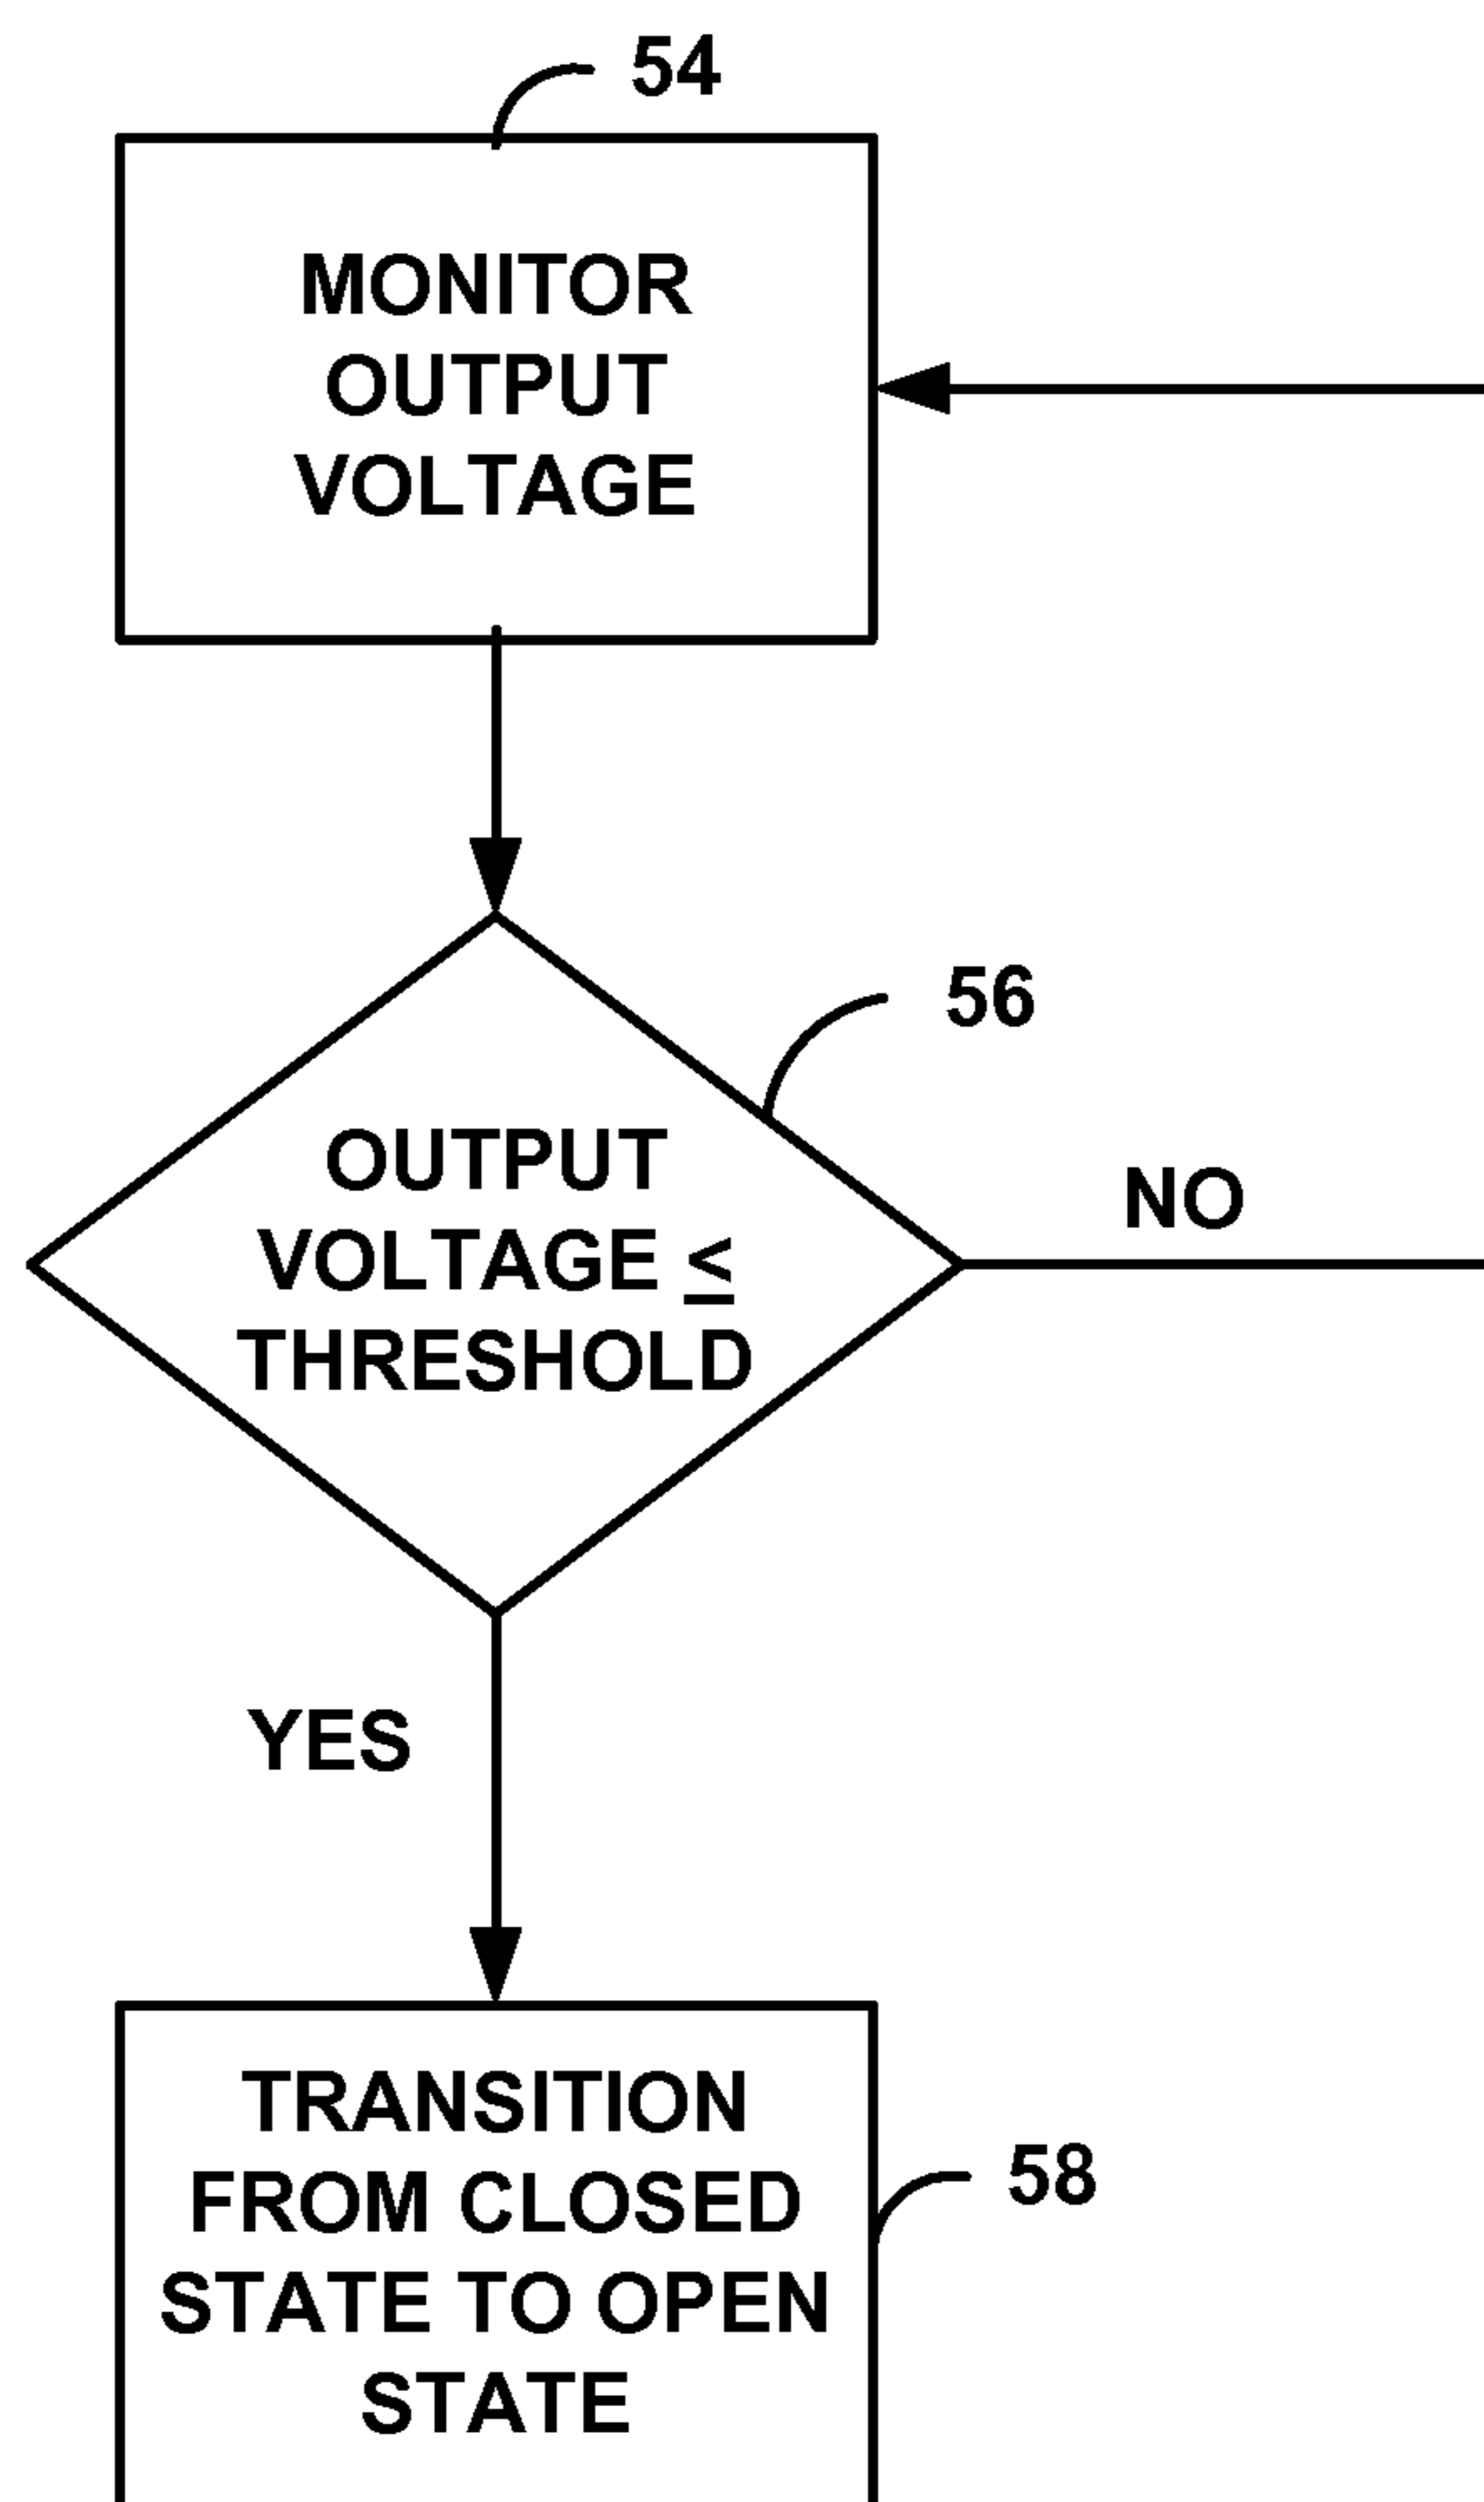 54
MONITOR
OUTPUT
VOLTAGE
56
OUTPUT
VOLTAGE ≤
THRESHOLD
NO
YES
TRANSITION
FROM CLOSED
STATE TO OPEN
STATE
58